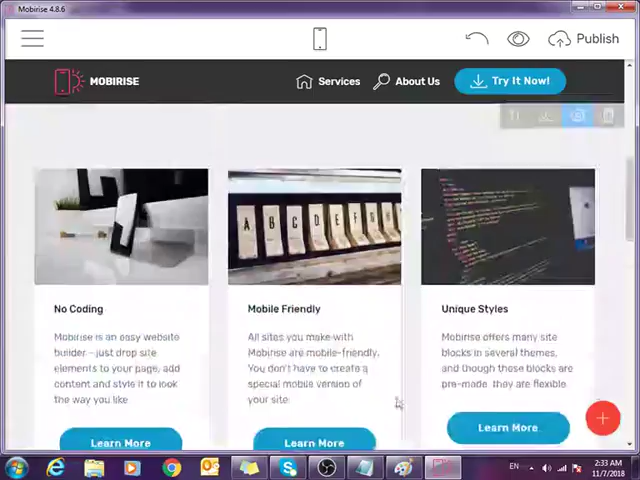 Mobirise 4.8.6
Publish
MOBIRISE
Services
About Us
Try It Now!
A B C D E F G H
No Coding
Mobirise is an easy website
builder - just drop site
elements to your page, add
content and style it to look
the way you like.
Learn More
Mobile Friendly
All sites you make with
Mobirise are mobile-friendly.
You don't have to create a
special mobile version of
your site.
Learn More
Unique Styles
Mobirise offers many site
blocks in several themes,
and though these blocks are
pre-made, they are flexible.
Learn More
EN
2:33 AM
11/7/2018